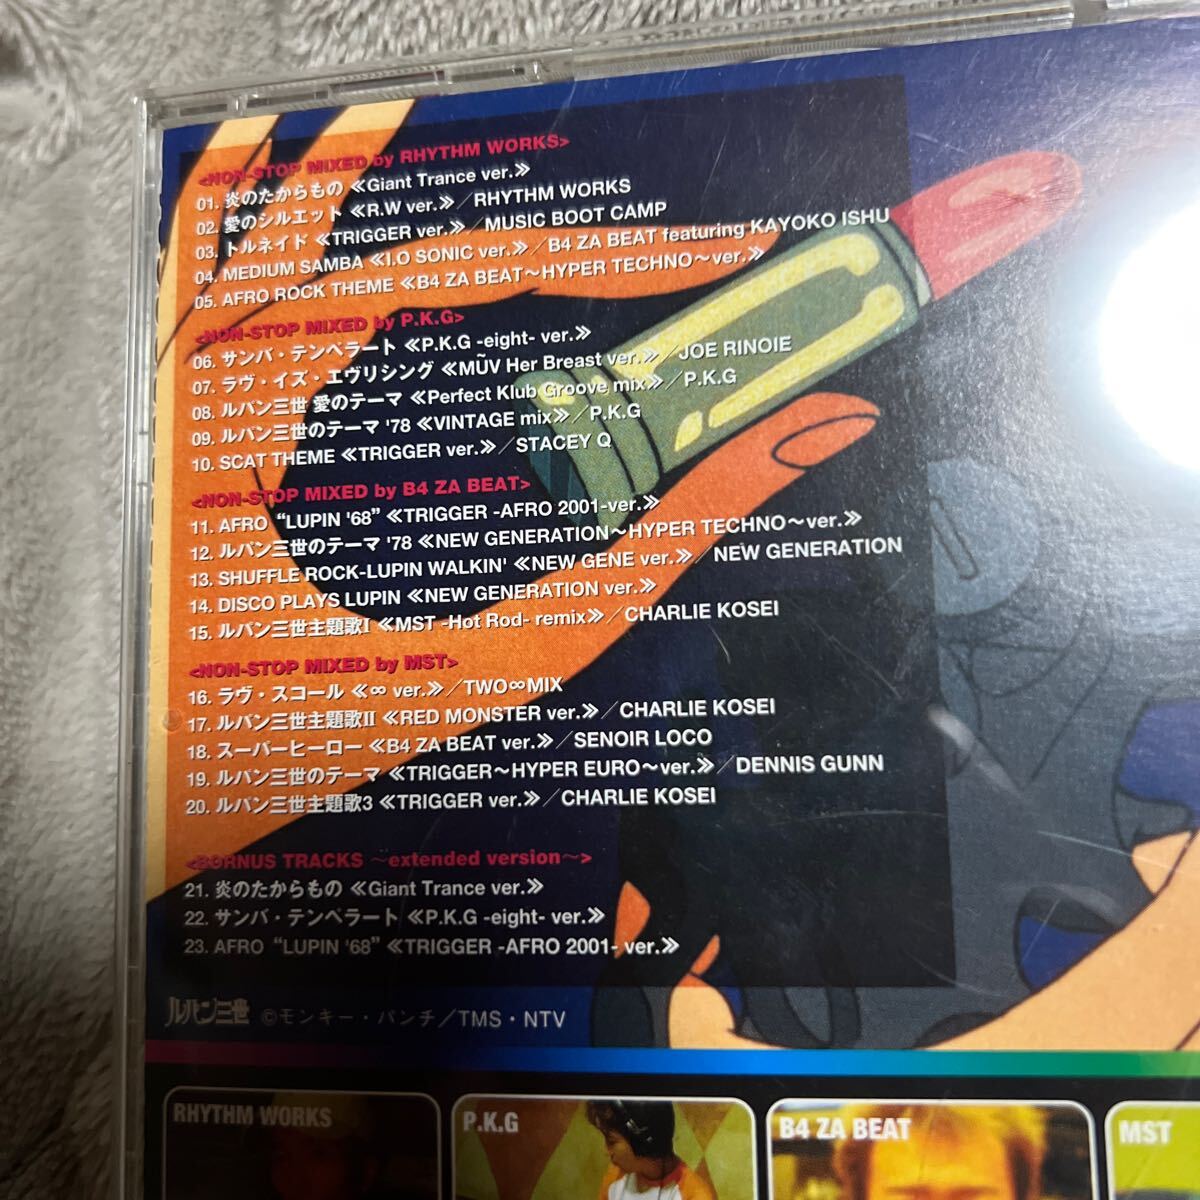 <NON-STOP MIXED by RHYTHM WORKS>
01. 炎のたからもの ≪Giant Trance ver.≫
02. 愛のシルエット ≪R.W ver.≫／RHYTHM WORKS
03. トルネイド ≪TRIGGER ver.≫／MUSIC BOOT CAMP
04. MEDIUM SAMBA ≪I.O SONIC ver.≫／B4 ZA BEAT featuring KAYOKO ISHU
05. AFRO ROCK THEME ≪B4 ZA BEAT～HYPER TECHNO～ver.≫
<NON-STOP MIXED by P.K.G>
06. サンバ・テンペラート ≪P.K.G -eight- ver.≫
07. ラヴ・イズ・エヴリシング ≪MŨV Her Breast ver.≫／JOE RINOIE
08. ルパン三世 愛のテーマ ≪Perfect Klub Groove mix≫／P.K.G
09. ルパン三世のテーマ '78 ≪VINTAGE mix≫／P.K.G
10. SCAT THEME ≪TRIGGER ver.≫／STACEY Q
<NON-STOP MIXED by B4 ZA BEAT>
11. AFRO “LUPIN '68” ≪TRIGGER -AFRO 2001-ver.≫
12. ルパン三世のテーマ '78 ≪NEW GENERATION～HYPER TECHNO～ver.≫
13. SHUFFLE ROCK-LUPIN WALKIN' ≪NEW GENE ver.≫／NEW GENERATION
14. DISCO PLAYS LUPIN ≪NEW GENERATION ver.≫
15. ルパン三世主題歌I ≪MST -Hot Rod- remix≫／CHARLIE KOSEI
<NON-STOP MIXED by MST>
16. ラヴ・スコール ≪∞ ver.≫／TWO∞MIX
17. ルパン三世主題歌II ≪RED MONSTER ver.≫／CHARLIE KOSEI
18. スーパーヒーロー ≪B4 ZA BEAT ver.≫／SENOIR LOCO
19. ルパン三世のテーマ ≪TRIGGER～HYPER EURO～ver.≫／DENNIS GUNN
20. ルパン三世主題歌3 ≪TRIGGER ver.≫／CHARLIE KOSEI
<BORNUS TRACKS ～extended version～>
21. 炎のたからもの ≪Giant Trance ver.≫
22. サンバ・テンペラート ≪P.K.G -eight- ver.≫
23. AFRO “LUPIN '68” ≪TRIGGER -AFRO 2001- ver.≫
ルパン三世 ©モンキー・パンチ／TMS・NTV
RHYTHM WORKS
P.K.G
B4 ZA BEAT
MST